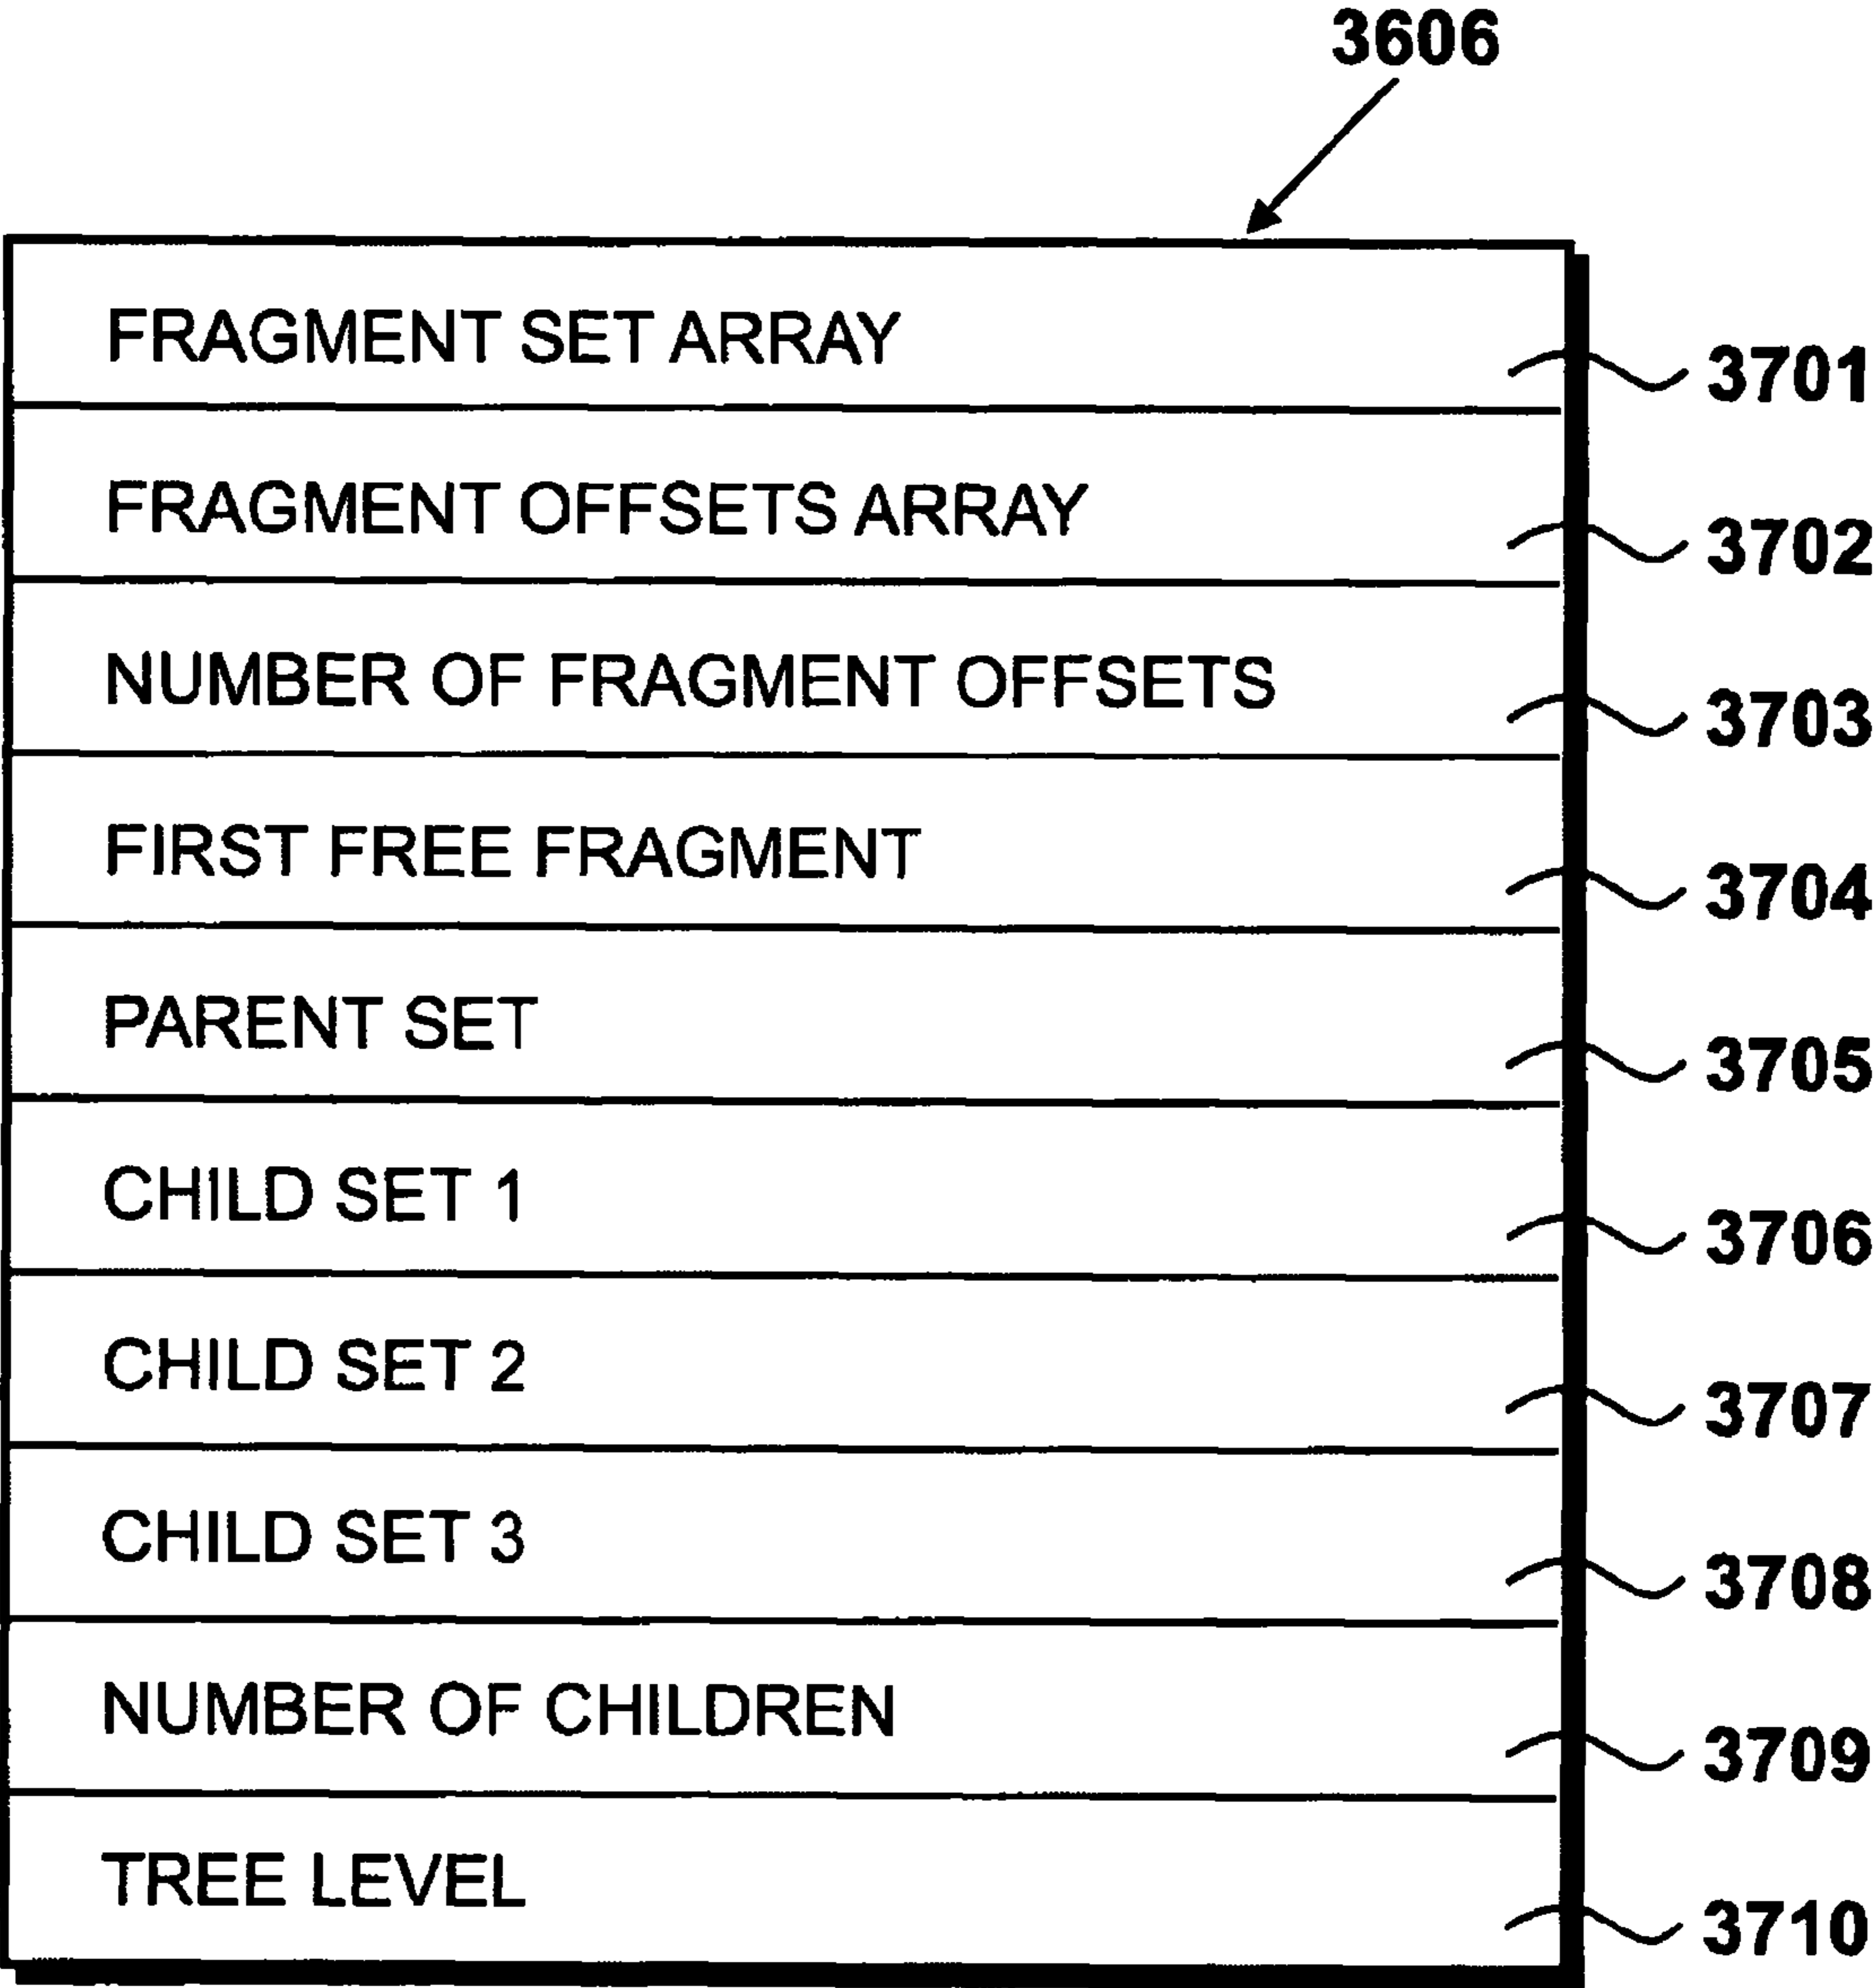 3606
FRAGMENT SET ARRAY
3701
FRAGMENT OFFSETS ARRAY
3702
NUMBER OF FRAGMENT OFFSETS
3703
FIRST FREE FRAGMENT
3704
PARENT SET
3705
CHILD SET 1
3706
CHILD SET 2
3707
CHILD SET 3
3708
NUMBER OF CHILDREN
3709
TREE LEVEL
3710